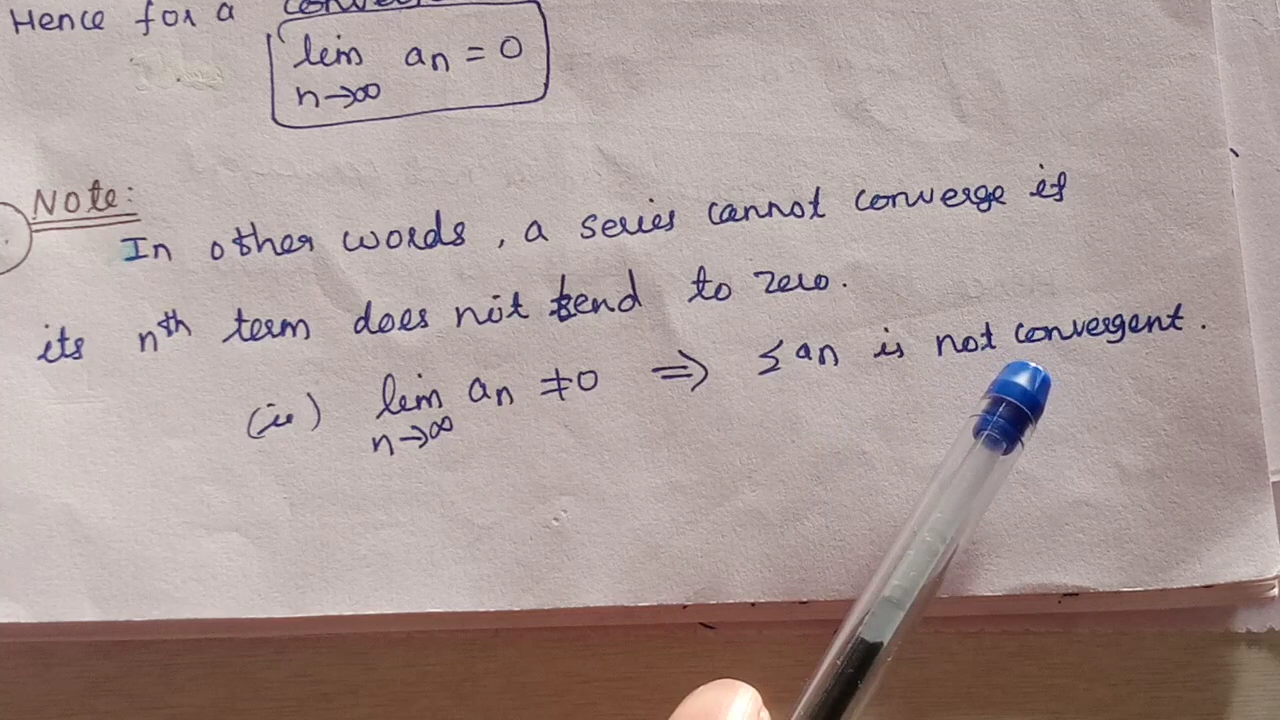 Hence for a
lim an = 0
n→∞
Note:
In other words, a series cannot converge if
its nth term does not tend to zero.
(ie) lim an ≠0 ⇒ Σan is not convergent.
n→∞